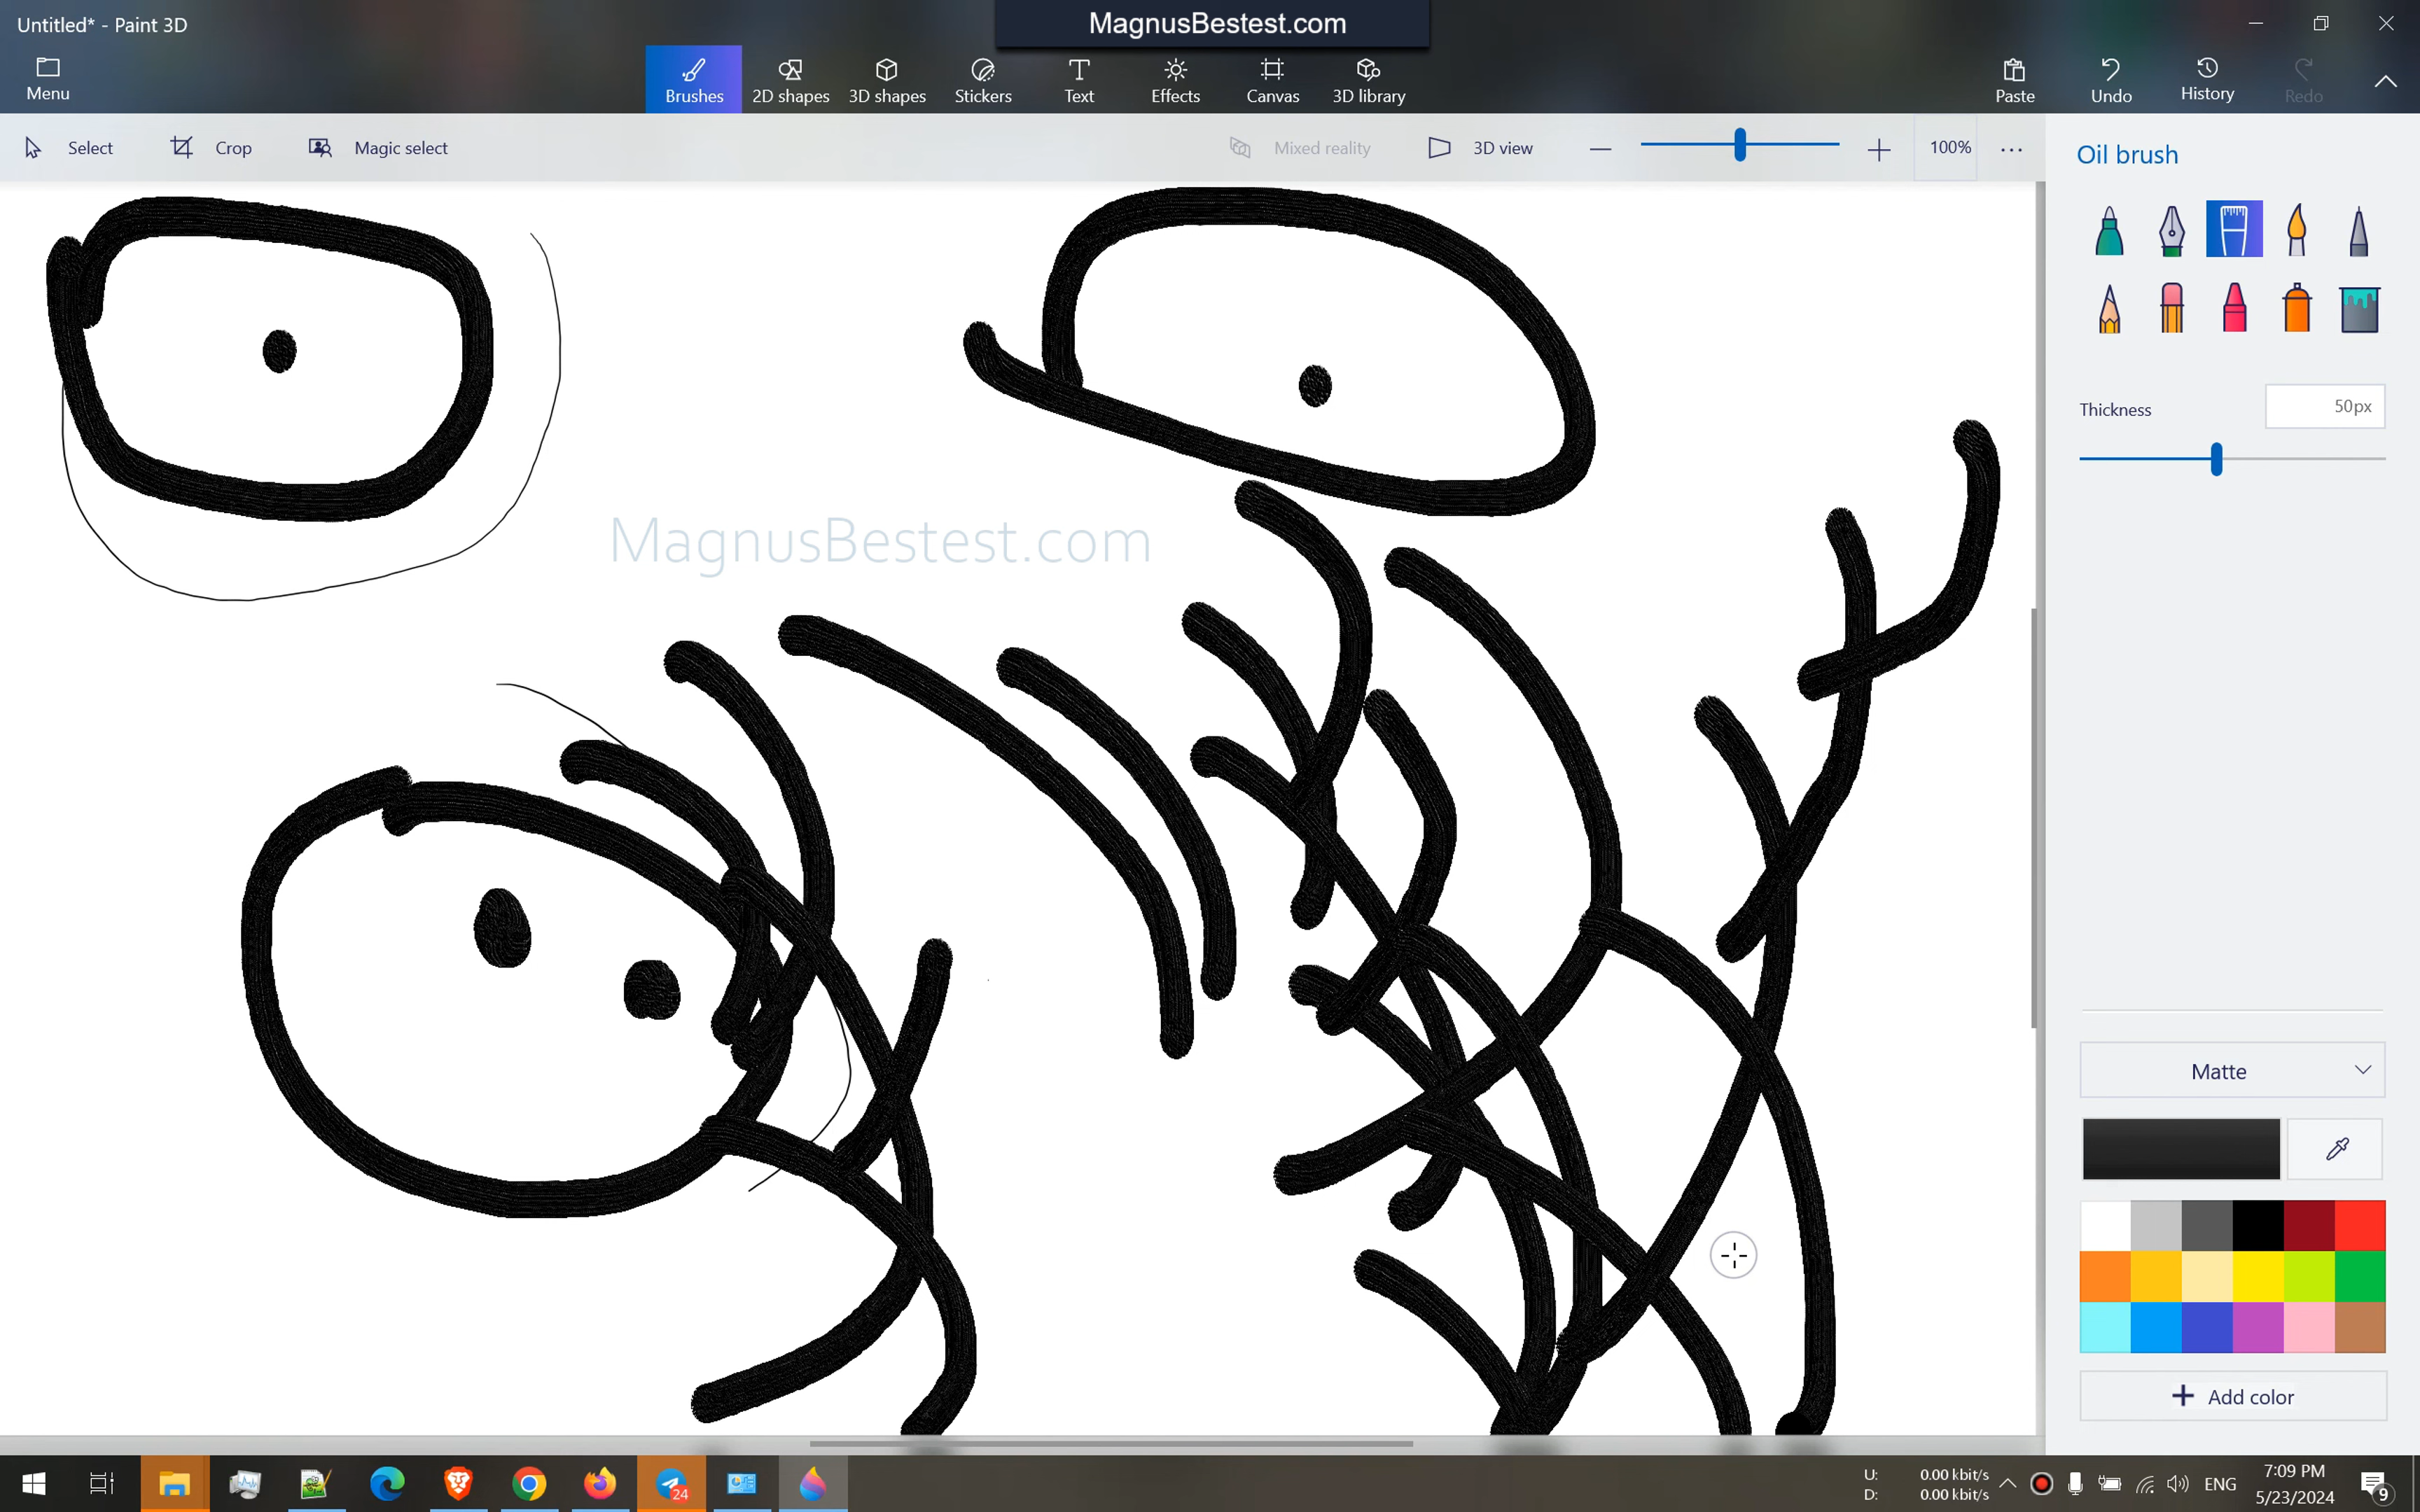 Untitled* - Paint 3D
MagnusBestest.com
Menu
Brushes
2D shapes
3D shapes
Stickers
Text
Effects
Canvas
3D library
Paste
Undo
History
Redo
Select
Crop
Magic select
Mixed reality
3D view
100%
Oil brush
Thickness
50px
MagnusBestest.com
Matte
Add color
24
U: 0.00 kbit/s
D: 0.00 kbit/s
ENG
7:09 PM
5/23/2024
9